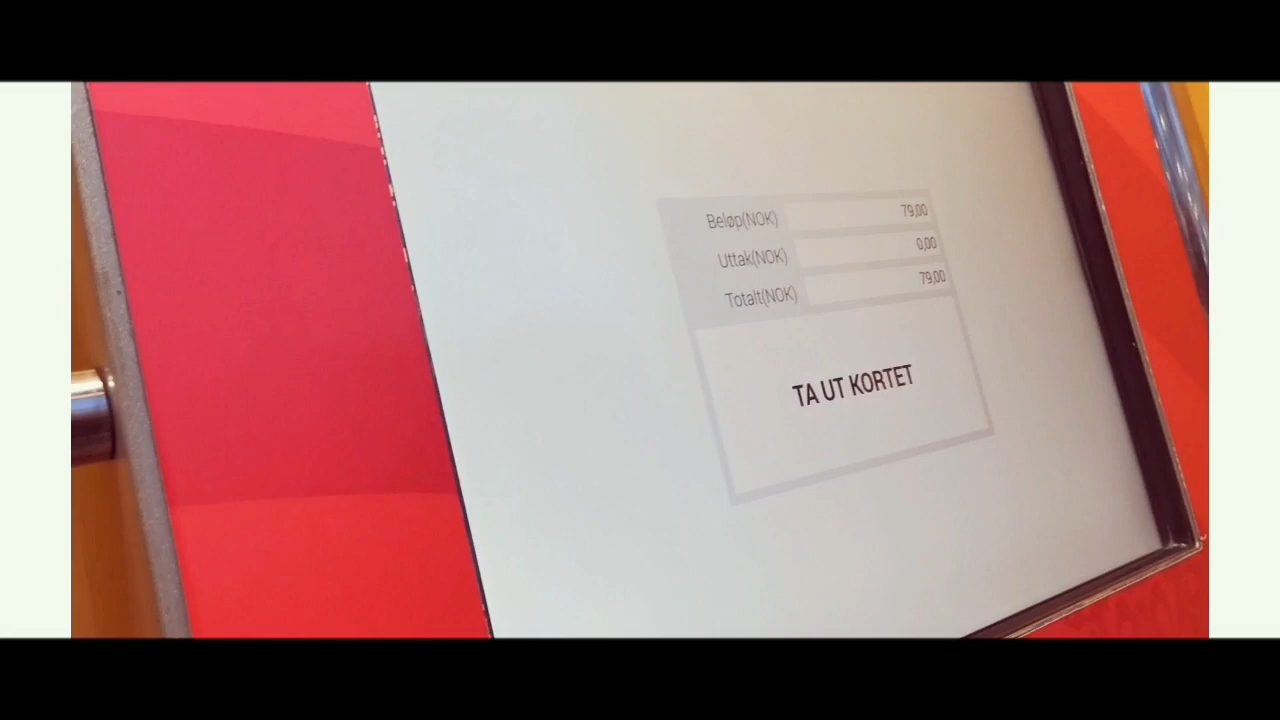 Beløp(NOK) 79,00
Uttak(NOK) 0,00
Totalt(NOK) 79,00
TA UT KORTET